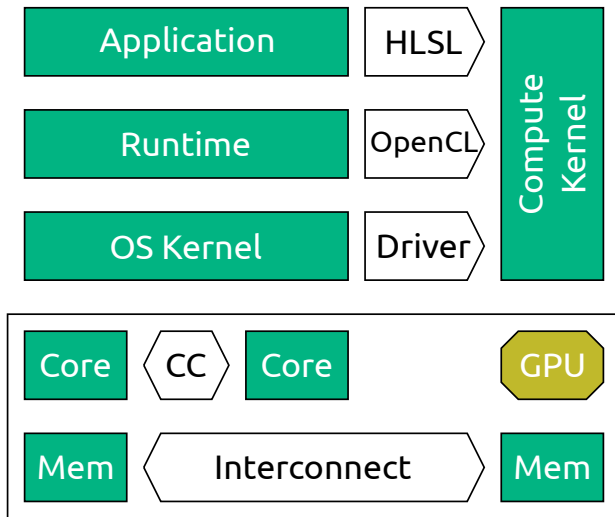 Application
HLSL
Runtime
OpenCL
OS Kernel
Driver
Compute
Kernel
Core
CC
Core
GPU
Mem
Interconnect
Mem